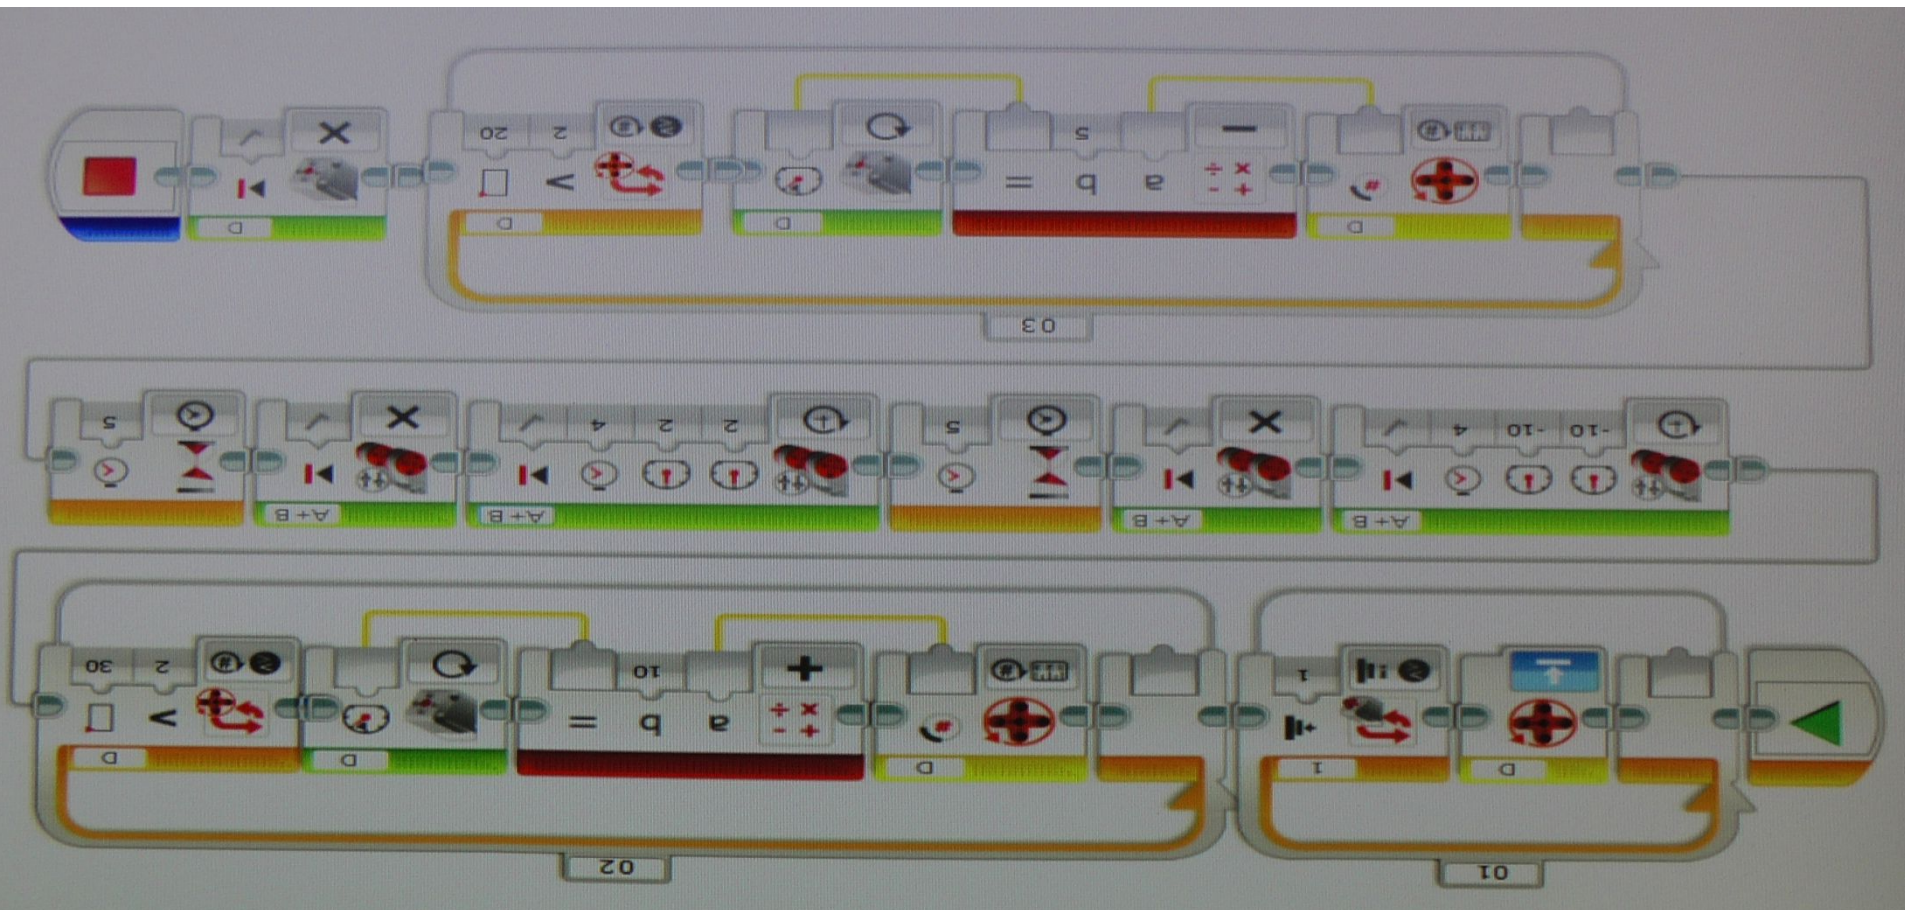 01 02
D 1 D D D
+ × - ÷ a b = >
1 + 10 2 30
A+B A+B A+B A+B
-10 -10 4 5 2 2 4 5
03
D D D D
+ × - ÷ a b = >
# - 5 # 2 20